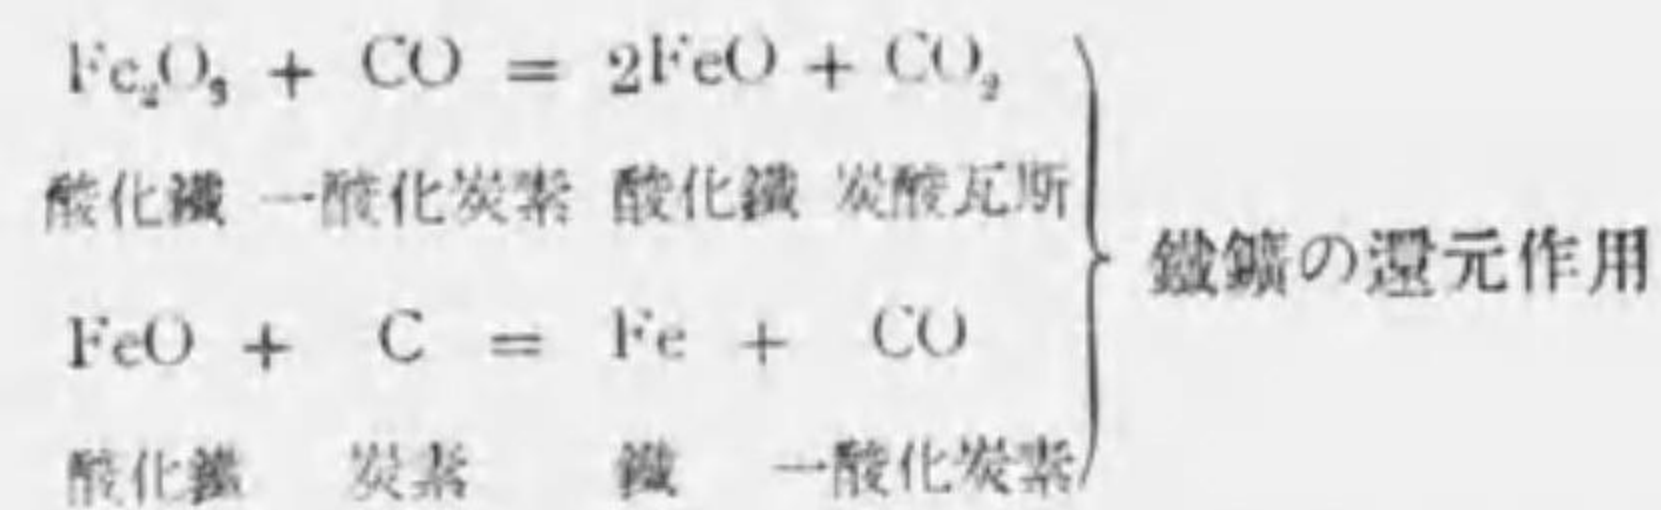 Fe₂O₃ + CO = 2FeO + CO₂
酸化鐵 一酸化炭素 酸化鐵 炭酸瓦斯
鐵鑛の還元作用
FeO + C = Fe + CO
酸化鐵 炭素 鐵 一酸化炭素